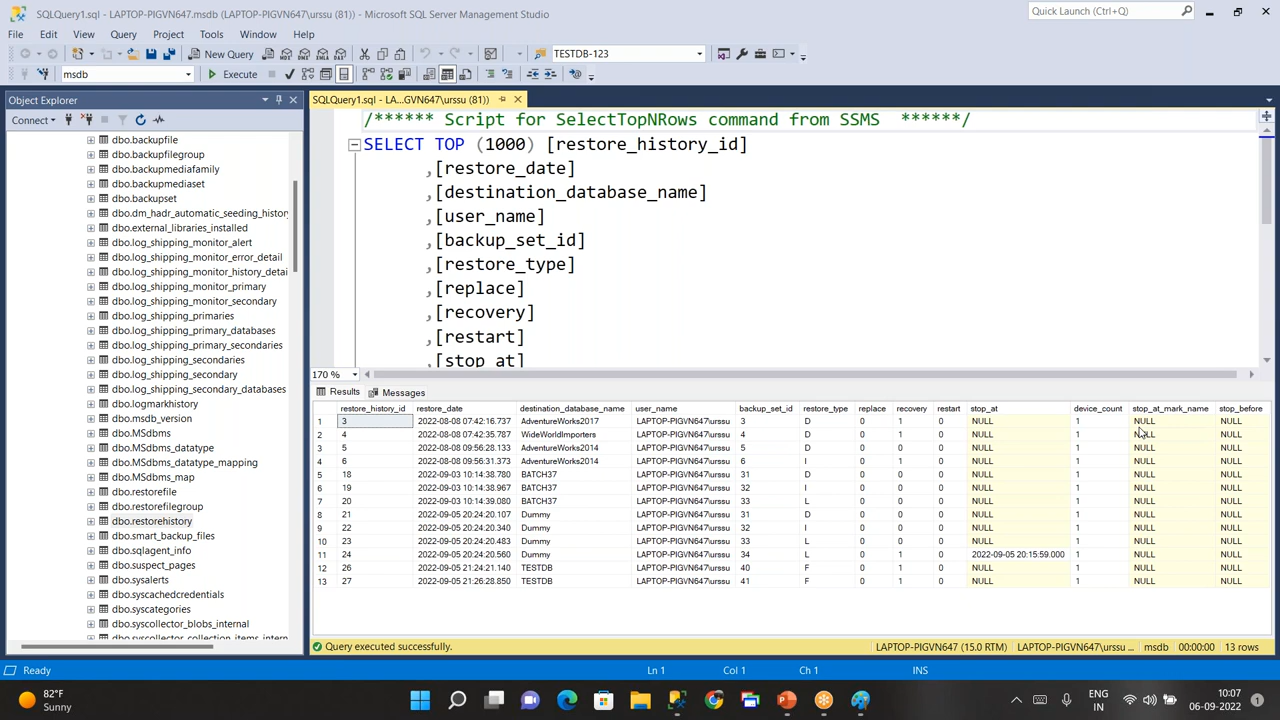 SQLQuery1.sql - LAPTOP-PIGVN647.msdb (LAPTOP-PIGVN647\urssu (81)) - Microsoft SQL Server Management Studio
Quick Launch (Ctrl+Q)
File Edit View Query Project Tools Window Help
New Query MDX DMX XMLA DAX TESTDB-123
msdb Execute
Object Explorer
SQLQuery1.sql - LA...GVN647\urssu (81))
Connect
dbo.backupfile
dbo.backupfilegroup
dbo.backupmediafamily
dbo.backupmediaset
dbo.backupset
dbo.dm_hadr_automatic_seeding_history
dbo.external_libraries_installed
dbo.log_shipping_monitor_alert
dbo.log_shipping_monitor_error_detail
dbo.log_shipping_monitor_history_detai
dbo.log_shipping_monitor_primary
dbo.log_shipping_monitor_secondary
dbo.log_shipping_primaries
dbo.log_shipping_primary_databases
dbo.log_shipping_primary_secondaries
dbo.log_shipping_secondaries
dbo.log_shipping_secondary
dbo.log_shipping_secondary_databases
dbo.logmarkhistory
dbo.msdb_version
dbo.MSdbms
dbo.MSdbms_datatype
dbo.MSdbms_datatype_mapping
dbo.MSdbms_map
dbo.restorefile
dbo.restorefilegroup
dbo.restorehistory
dbo.smart_backup_files
dbo.sqlagent_info
dbo.suspect_pages
dbo.sysalerts
dbo.syscachedcredentials
dbo.syscategories
dbo.syscollector_blobs_internal
dbo.syscollector_collection_items_intern
/****** Script for SelectTopNRows command from SSMS ******/
SELECT TOP (1000) [restore_history_id]
,[restore_date]
,[destination_database_name]
,[user_name]
,[backup_set_id]
,[restore_type]
,[replace]
,[recovery]
,[restart]
,[stop_at]
170 %
Results Messages
restore_history_id restore_date destination_database_name user_name backup_set_id restore_type replace recovery restart stop_at device_count stop_at_mark_name stop_before
1 3 2022-08-08 07:42:16.737 AdventureWorks2017 LAPTOP-PIGVN647\urssu 3 D 0 1 0 NULL 1 NULL NULL
2 4 2022-08-08 07:42:35.787 WideWorldImporters LAPTOP-PIGVN647\urssu 4 D 0 1 0 NULL 1 NULL NULL
3 5 2022-08-08 09:56:28.133 AdventureWorks2014 LAPTOP-PIGVN647\urssu 5 D 0 0 0 NULL 1 NULL NULL
4 6 2022-08-08 09:56:31.373 AdventureWorks2014 LAPTOP-PIGVN647\urssu 6 I 0 1 0 NULL 1 NULL NULL
5 18 2022-09-03 10:14:38.780 BATCH37 LAPTOP-PIGVN647\urssu 31 D 0 0 0 NULL 1 NULL NULL
6 19 2022-09-03 10:14:38.967 BATCH37 LAPTOP-PIGVN647\urssu 32 I 0 0 0 NULL 1 NULL NULL
7 20 2022-09-03 10:14:39.080 BATCH37 LAPTOP-PIGVN647\urssu 33 L 0 1 0 NULL 1 NULL NULL
8 21 2022-09-05 20:24:20.107 Dummy LAPTOP-PIGVN647\urssu 31 D 0 0 0 NULL 1 NULL NULL
9 22 2022-09-05 20:24:20.340 Dummy LAPTOP-PIGVN647\urssu 32 I 0 0 0 NULL 1 NULL NULL
10 23 2022-09-05 20:24:20.483 Dummy LAPTOP-PIGVN647\urssu 33 L 0 0 0 NULL 1 NULL NULL
11 24 2022-09-05 20:24:20.560 Dummy LAPTOP-PIGVN647\urssu 34 L 0 1 0 2022-09-05 20:15:59.000 1 NULL NULL
12 26 2022-09-05 21:24:21.140 TESTDB LAPTOP-PIGVN647\urssu 40 F 0 1 0 NULL 1 NULL NULL
13 27 2022-09-05 21:26:28.850 TESTDB LAPTOP-PIGVN647\urssu 41 F 0 1 0 NULL 1 NULL NULL
Query executed successfully. LAPTOP-PIGVN647 (15.0 RTM) LAPTOP-PIGVN647\urssu ... msdb 00:00:00 13 rows
Ready Ln 1 Col 1 Ch 1 INS
82°F
Sunny
ENG
IN
10:07
06-09-2022